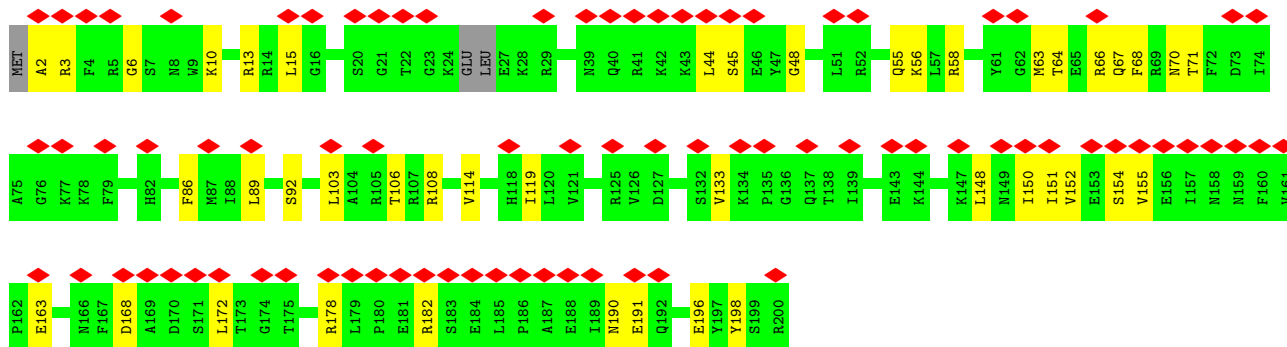 MET A2 R3 F4 R5 G6 S7 N8 W9 K10 R13 R14 L15 G16 S20 G21 T22 G23 K24 GLU LEU E27 K28 R29 N39 Q40 R41 K42 K43 L44 S45 E46 Y47 G48 L51 R52 Q55 K56 L57 R58 Y61 G62 M63 T64 E65 R66 Q67 F68 R69 N70 T71 F72 D73 I74
A75 G76 K77 K78 F79 H82 F86 M87 I88 L89 S92 L103 A104 R105 T106 R107 R108 V114 H118 I119 L120 V121 R125 V126 D127 S132 V133 K134 P135 G136 Q137 T138 I139 E143 K144 K147 L148 N149 I150 I151 V152 E153 S154 V155 E156 I157 N158 N159 F160 V161
P162 E163 N166 F167 D168 A169 D170 S171 L172 T173 G174 T175 R178 L179 P180 E181 R182 S183 E184 L185 P186 A187 E188 I189 N190 E191 Q192 E196 Y197 Y198 S199 R200